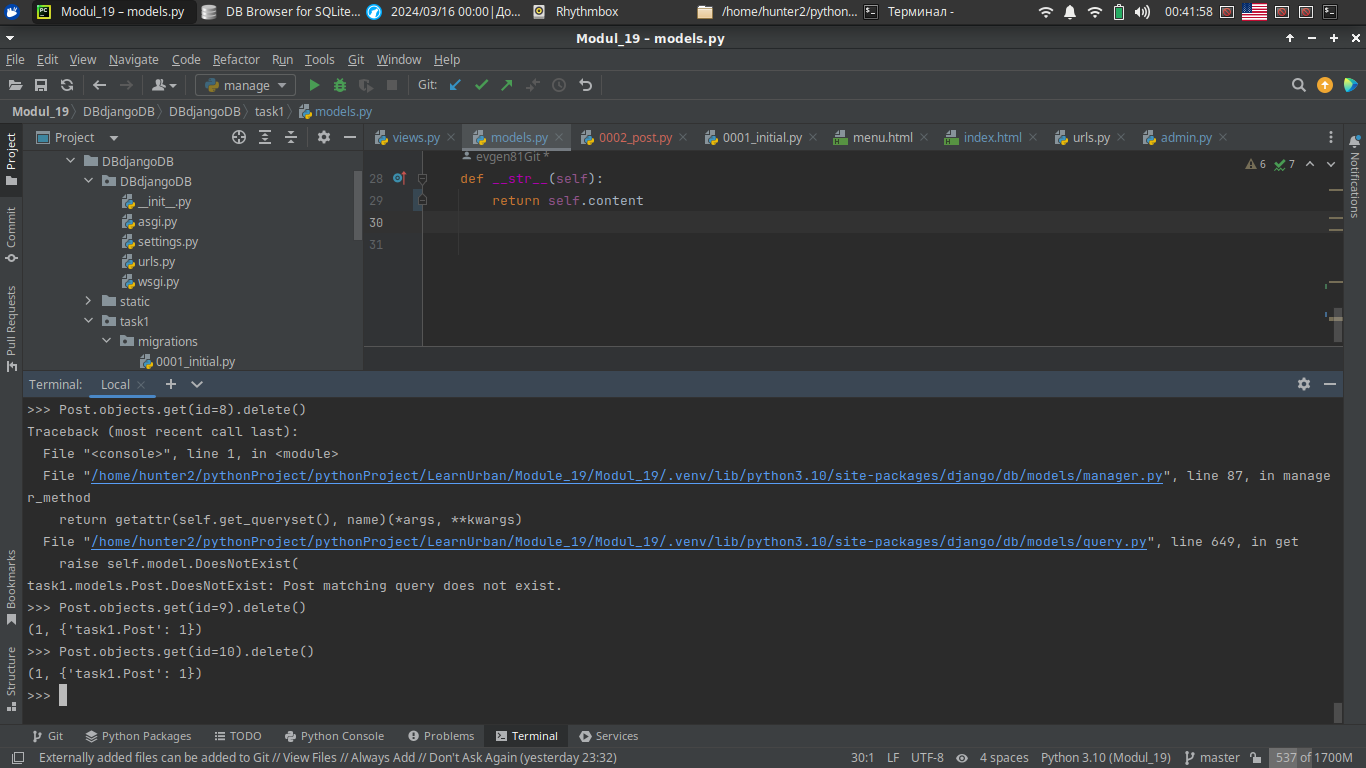 Modul_19 – models.py
DB Browser for SQLite...
2024/03/16 00:00|До...
Rhythmbox
/home/hunter2/python...
Терминал -
00:41:58
Modul_19 – models.py
File Edit View Navigate Code Refactor Run Tools Git Window Help
manage
Git:
Modul_19 DBdjangoDB DBdjangoDB task1 models.py
Project
views.py models.py 0002_post.py 0001_initial.py menu.html index.html urls.py admin.py
Project
Commit
Pull Requests
Bookmarks
Structure
Notifications
DBdjangoDB
DBdjangoDB
__init__.py
asgi.py
settings.py
urls.py
wsgi.py
static
task1
migrations
0001_initial.py
evgen81Git *
6 7
28 def __str__(self):
29 return self.content
30
31
Terminal: Local
>>> Post.objects.get(id=8).delete()
Traceback (most recent call last):
File "<console>", line 1, in <module>
File "/home/hunter2/pythonProject/pythonProject/LearnUrban/Module_19/Modul_19/.venv/lib/python3.10/site-packages/django/db/models/manager.py", line 87, in manage
r_method
return getattr(self.get_queryset(), name)(*args, **kwargs)
File "/home/hunter2/pythonProject/pythonProject/LearnUrban/Module_19/Modul_19/.venv/lib/python3.10/site-packages/django/db/models/query.py", line 649, in get
raise self.model.DoesNotExist(
task1.models.Post.DoesNotExist: Post matching query does not exist.
>>> Post.objects.get(id=9).delete()
(1, {'task1.Post': 1})
>>> Post.objects.get(id=10).delete()
(1, {'task1.Post': 1})
>>>
Git Python Packages TODO Python Console Problems Terminal Services
Externally added files can be added to Git // View Files // Always Add // Don't Ask Again (yesterday 23:32)
30:1 LF UTF-8 4 spaces Python 3.10 (Modul_19) master 537 of 1700M